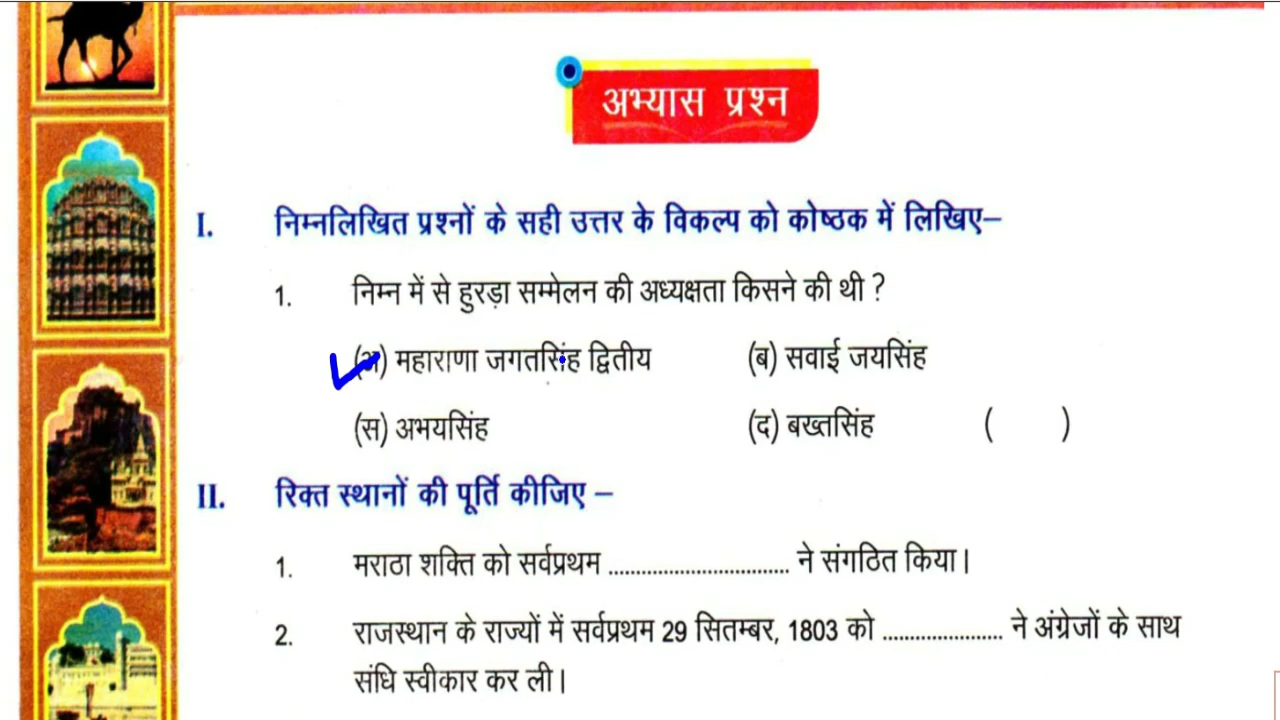 अभ्यास प्रश्न
I. निम्नलिखित प्रश्नों के सही उत्तर के विकल्प को कोष्ठक में लिखिए–
1. निम्न में से हुरड़ा सम्मेलन की अध्यक्षता किसने की थी ?
(अ) महाराणा जगतसिंह द्वितीय (ब) सवाई जयसिंह
(स) अभयसिंह (द) बख्तसिंह ( )
II. रिक्त स्थानों की पूर्ति कीजिए –
1. मराठा शक्ति को सर्वप्रथम ................................ ने संगठित किया।
2. राजस्थान के राज्यों में सर्वप्रथम 29 सितम्बर, 1803 को ...................... ने अंग्रेजों के साथ
संधि स्वीकार कर ली।